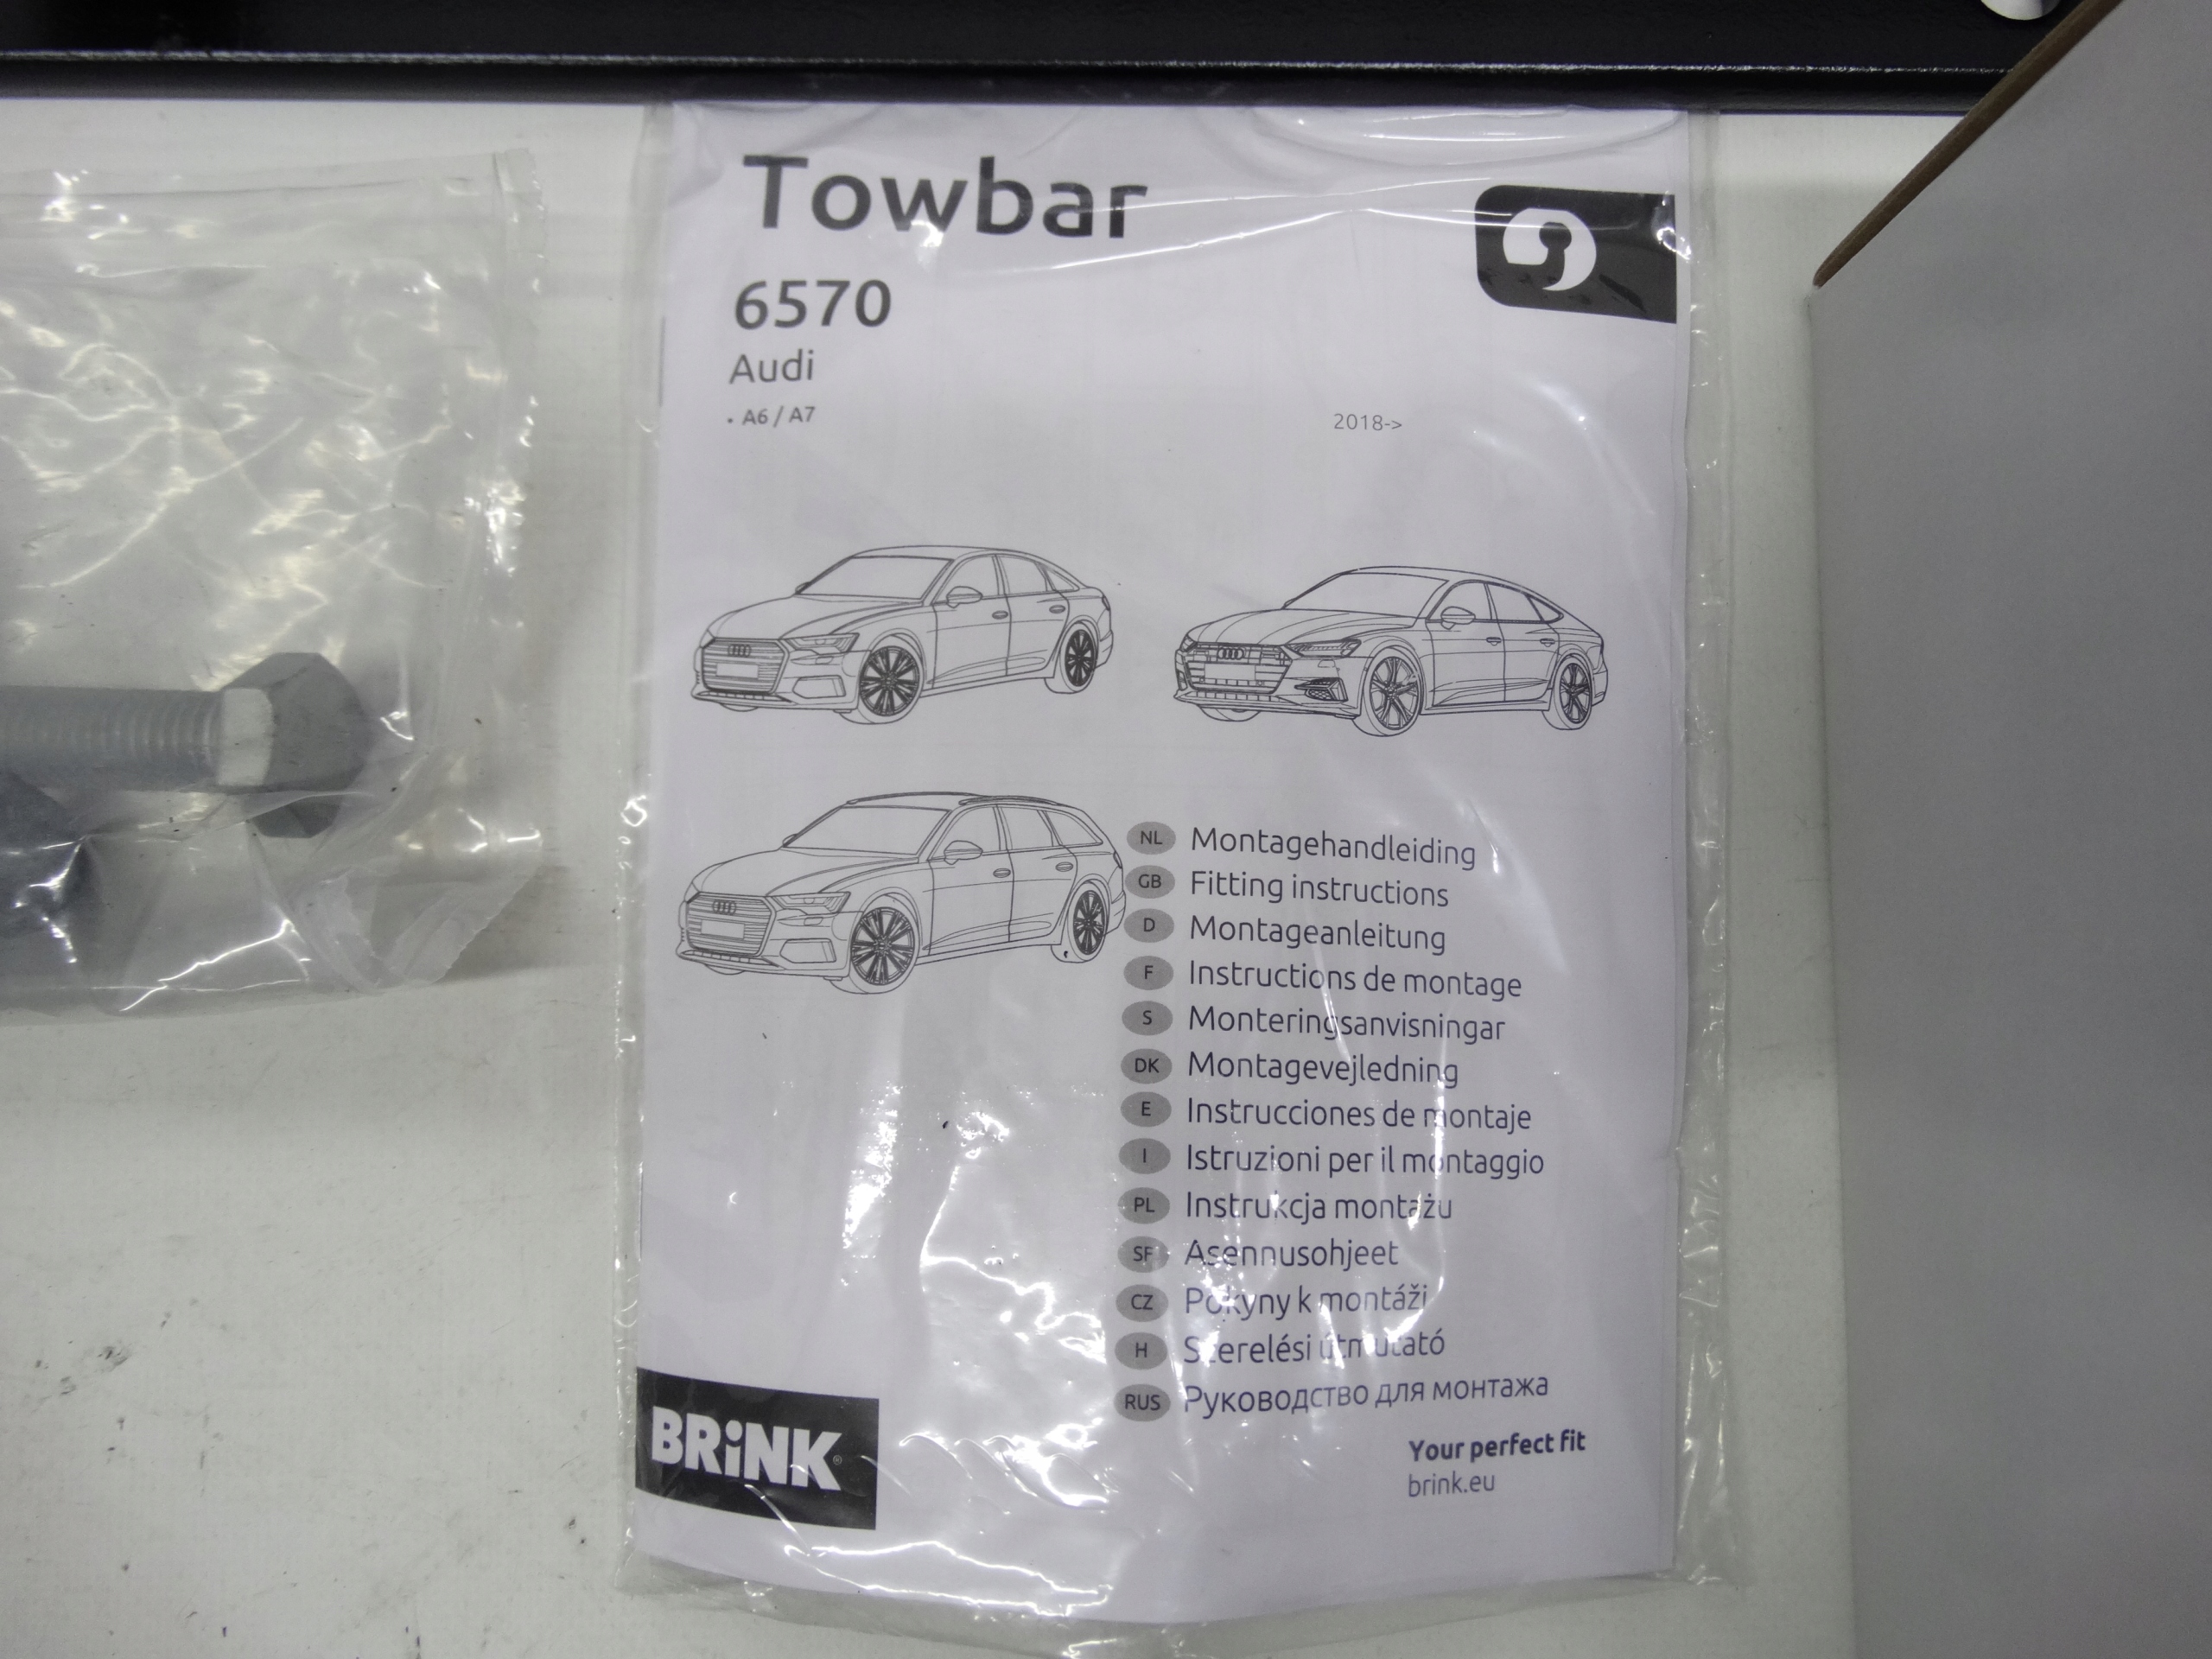 Towbar
6570
Audi
• A6 / A7 2018->
NL Montagehandleiding
GB Fitting instructions
D Montageanleitung
F Instructions de montage
S Monteringsanvisningar
DK Montagevejledning
E Instrucciones de montaje
I Istruzioni per il montaggio
PL Instrukcja montażu
SF Asennusohjeet
CZ Pokyny k montáži
H Szerelési útmutató
RUS Руководство для монтажа
BRiNK®
Your perfect fit
brink.eu